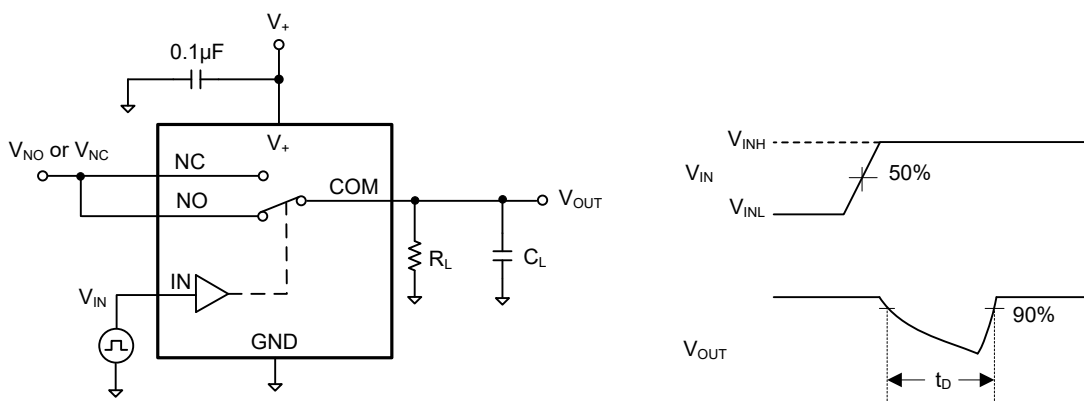 V+
0.1μF
V+
VNO or VNC
NC
NO
COM
VOUT
RL
CL
IN
VIN
GND
VINH
VIN
50%
VINL
90%
VOUT
tD